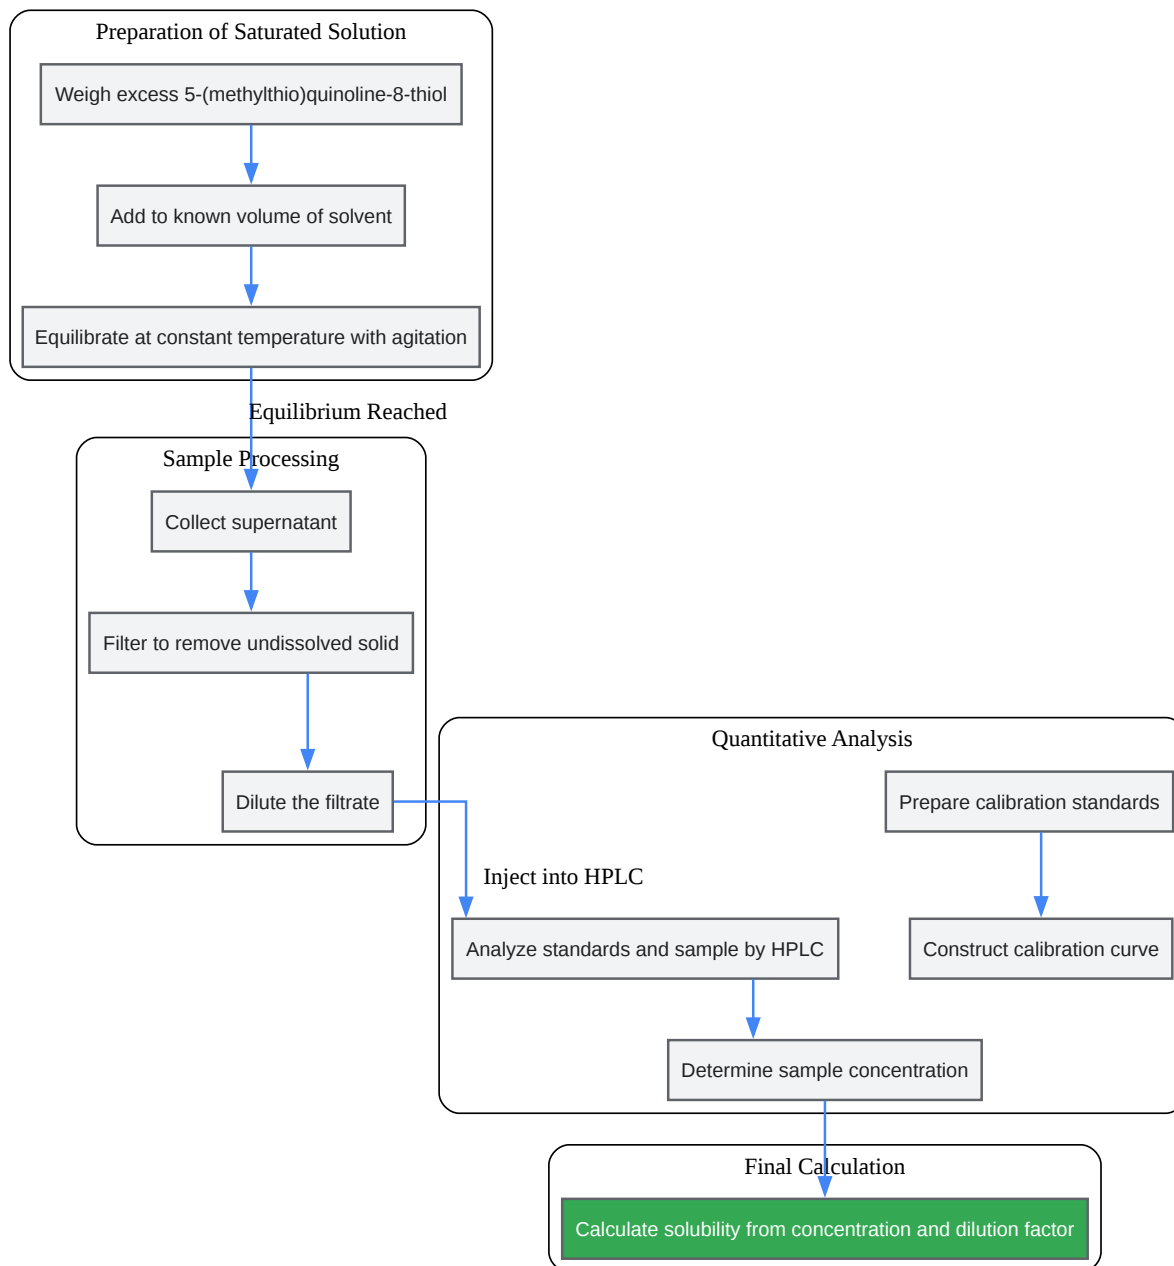 Preparation of Saturated Solution
Weigh excess 5-(methylthio)quinoline-8-thiol
Add to known volume of solvent
Equilibrate at constant temperature with agitation
Equilibrium Reached
Sample Processing
Collect supernatant
Filter to remove undissolved solid
Dilute the filtrate
Quantitative Analysis
Prepare calibration standards
Inject into HPLC
Analyze standards and sample by HPLC
Construct calibration curve
Determine sample concentration
Final Calculation
Calculate solubility from concentration and dilution factor